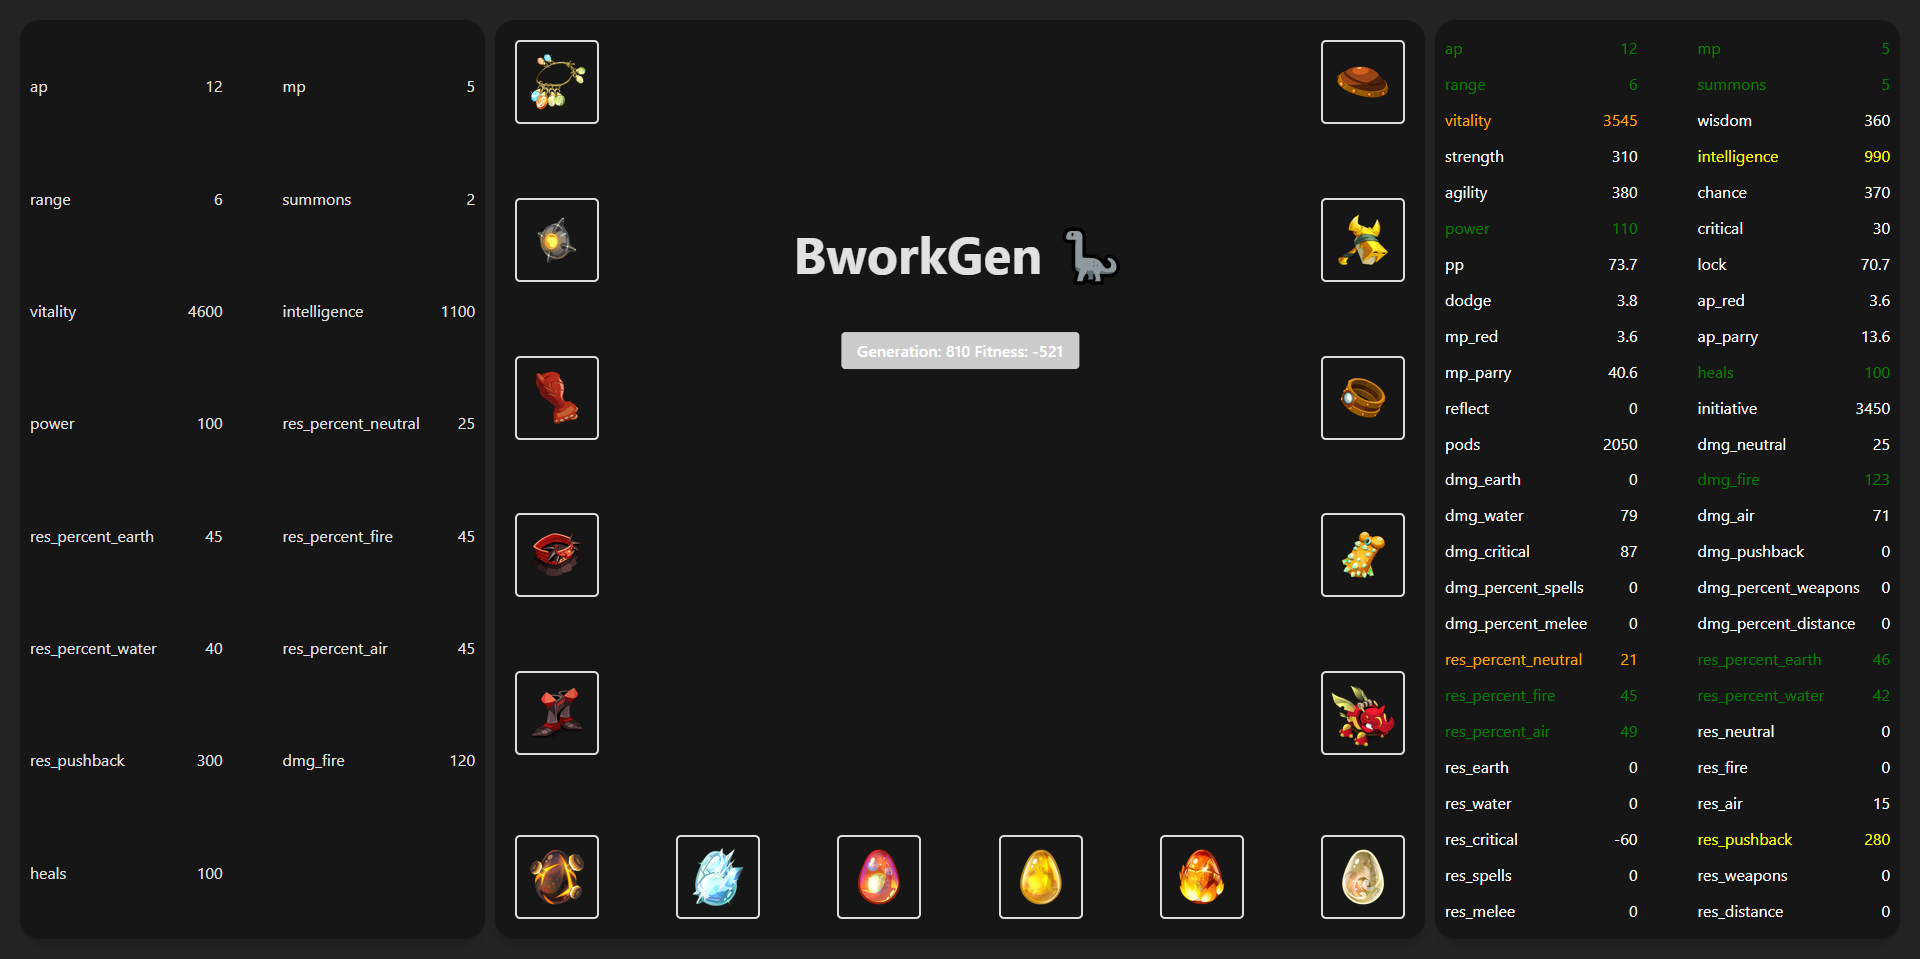 ap 12 mp 5
range 6 summons 2
vitality 4600 intelligence 1100
power 100 res_percent_neutral 25
res_percent_earth 45 res_percent_fire 45
res_percent_water 40 res_percent_air 45
res_pushback 300 dmg_fire 120
heals 100
BworkGen
Generation: 810 Fitness: -521
ap 12 mp 5
range 6 summons 5
vitality 3545 wisdom 360
strength 310 intelligence 990
agility 380 chance 370
power 110 critical 30
pp 73.7 lock 70.7
dodge 3.8 ap_red 3.6
mp_red 3.6 ap_parry 13.6
mp_parry 40.6 heals 100
reflect 0 initiative 3450
pods 2050 dmg_neutral 25
dmg_earth 0 dmg_fire 123
dmg_water 79 dmg_air 71
dmg_critical 87 dmg_pushback 0
dmg_percent_spells 0 dmg_percent_weapons 0
dmg_percent_melee 0 dmg_percent_distance 0
res_percent_neutral 21 res_percent_earth 46
res_percent_fire 45 res_percent_water 42
res_percent_air 49 res_neutral 0
res_earth 0 res_fire 0
res_water 0 res_air 15
res_critical -60 res_pushback 280
res_spells 0 res_weapons 0
res_melee 0 res_distance 0